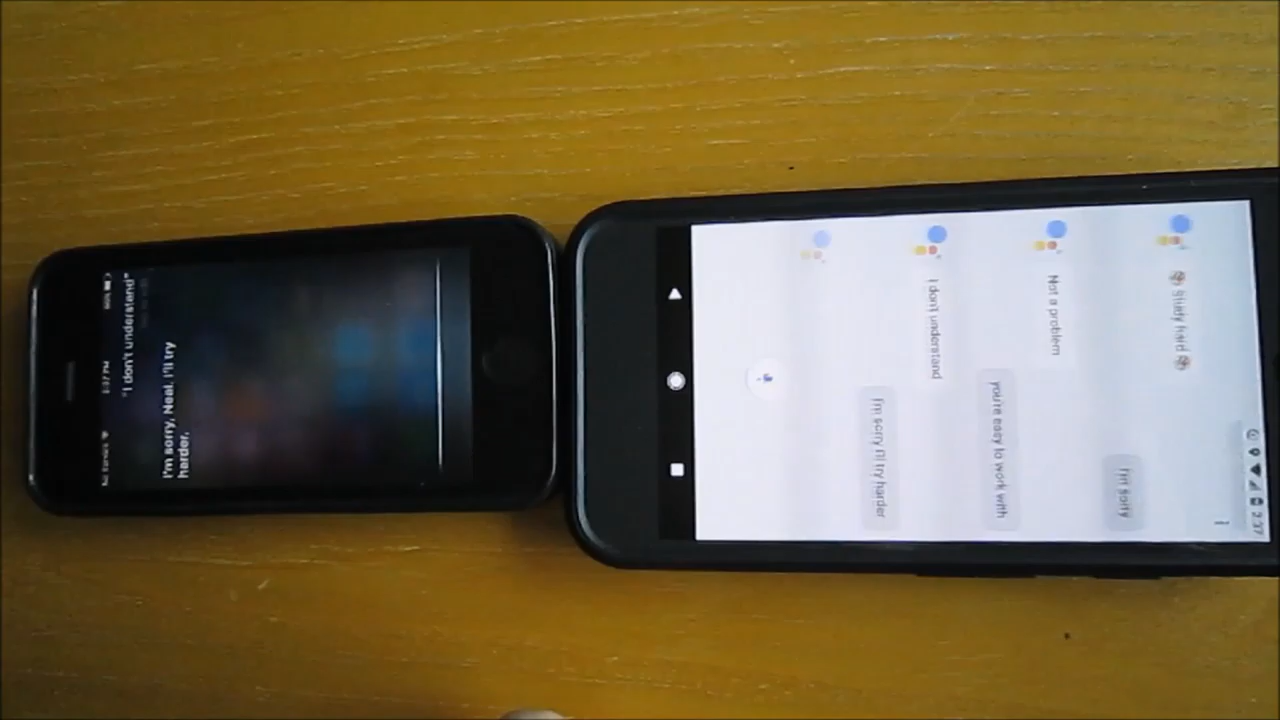 "I don't understand"
I'm sorry, Neal. I'll try
harder.
study hard
I'm sorry
Not a problem
you're easy to work with
I don't understand
I'm sorry I'll try harder